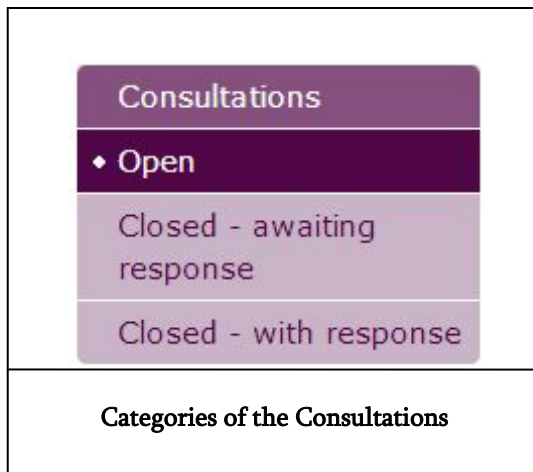 Consultations
Open
Closed - awaiting
response
Closed - with response
Categories of the Consultations